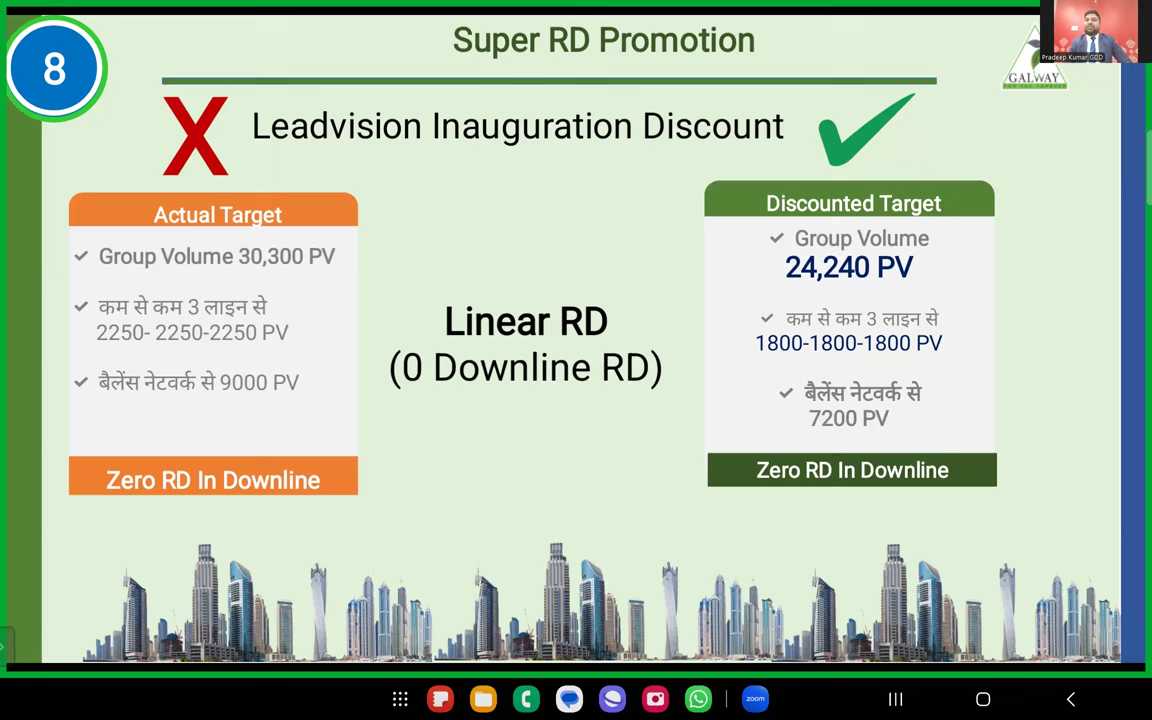 8
Super RD Promotion
Pradeep Kumar GDD
GALWAY
X
Leadvision Inauguration Discount
Actual Target
Group Volume 30,300 PV
कम से कम 3 लाइन से
2250- 2250-2250 PV
बैलेंस नेटवर्क से 9000 PV
Zero RD In Downline
Linear RD
(0 Downline RD)
Discounted Target
Group Volume
24,240 PV
कम से कम 3 लाइन से
1800-1800-1800 PV
बैलेंस नेटवर्क से
7200 PV
Zero RD In Downline
zoom